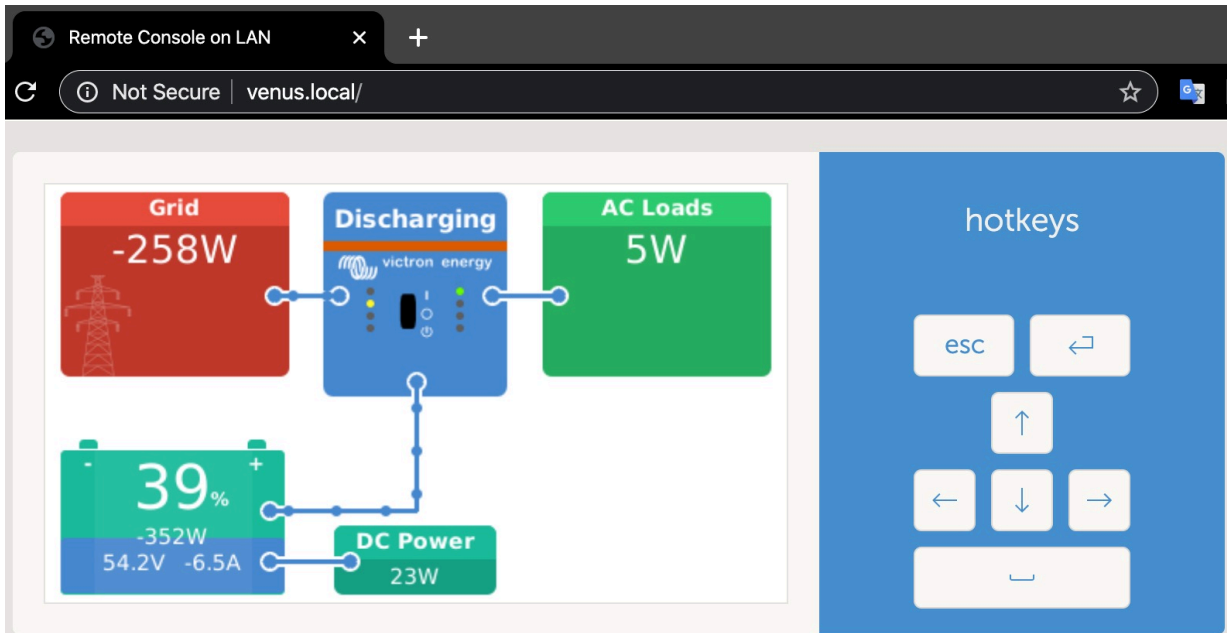 Remote Console on LAN
Not Secure venus.local/
Grid
-258W
Discharging
victron energy
AC Loads
5W
hotkeys
esc
- +
39%
-352W
54.2V -6.5A
DC Power
23W